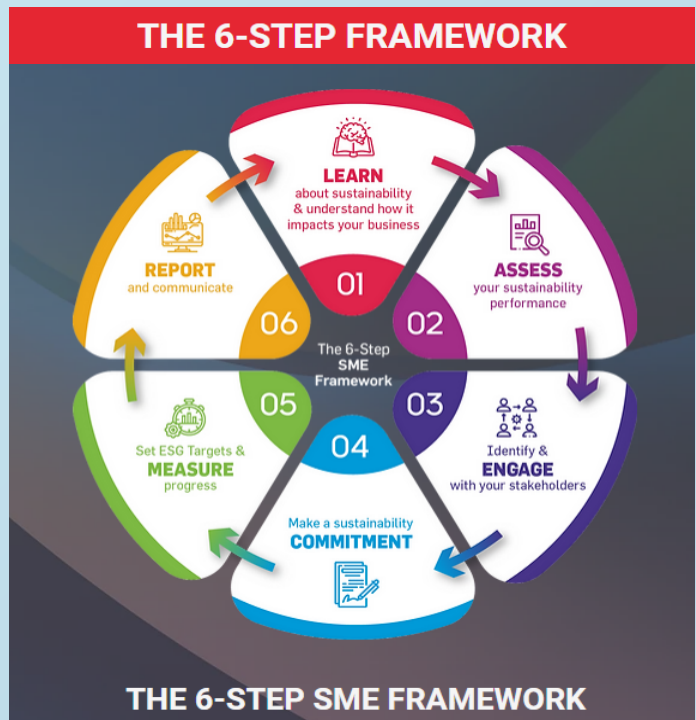 THE 6-STEP FRAMEWORK
LEARN
about sustainability
& understand how it
impacts your business
01
ASSESS
your sustainability
performance
02
Identify &
ENGAGE
with your stakeholders
03
Make a sustainability
COMMITMENT
04
Set ESG Targets &
MEASURE
progress
05
REPORT
and communicate
06
The 6-Step
SME
Framework
THE 6-STEP SME FRAMEWORK